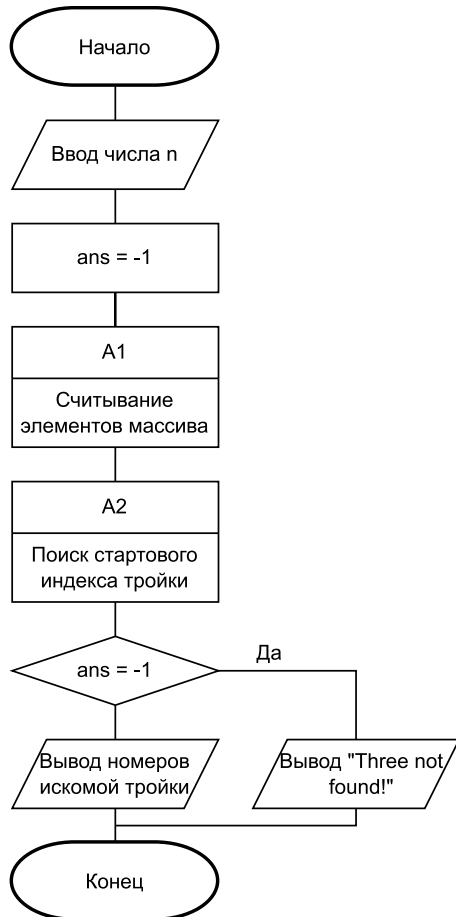 Начало
Ввод числа n
ans = -1
A1
Считывание
элементов массива
A2
Поиск стартового
индекса тройки
ans = -1
Да
Вывод номеров
искомой тройки
Вывод "Three not
found!"
Конец